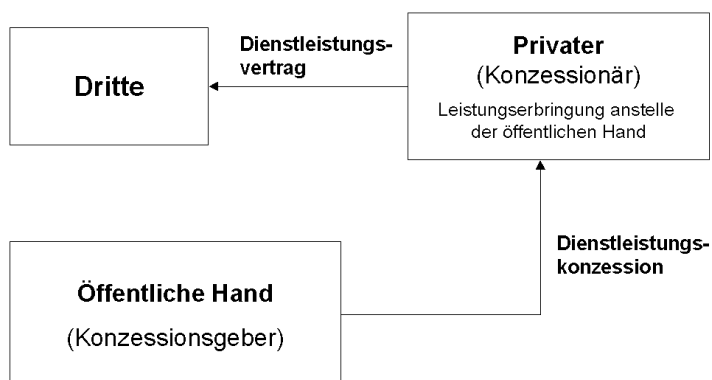 Dritte
Dienstleistungs-
vertrag
Privater
(Konzessionär)
Leistungserbringung anstelle
der öffentlichen Hand
Dienstleistungs-
konzession
Öffentliche Hand
(Konzessionsgeber)